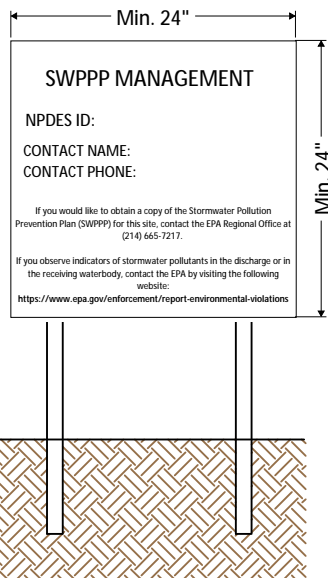 Min. 24"
SWPPP MANAGEMENT
NPDES ID:
CONTACT NAME:
CONTACT PHONE:
If you would like to obtain a copy of the Stormwater Pollution
Prevention Plan (SWPPP) for this site, contact the EPA Regional Office at
(214) 665-7217.
If you observe indicators of stormwater pollutants in the discharge or in
the receiving waterbody, contact the EPA by visiting the following
website:
https://www.epa.gov/enforcement/report-environmental-violations
Min. 24"